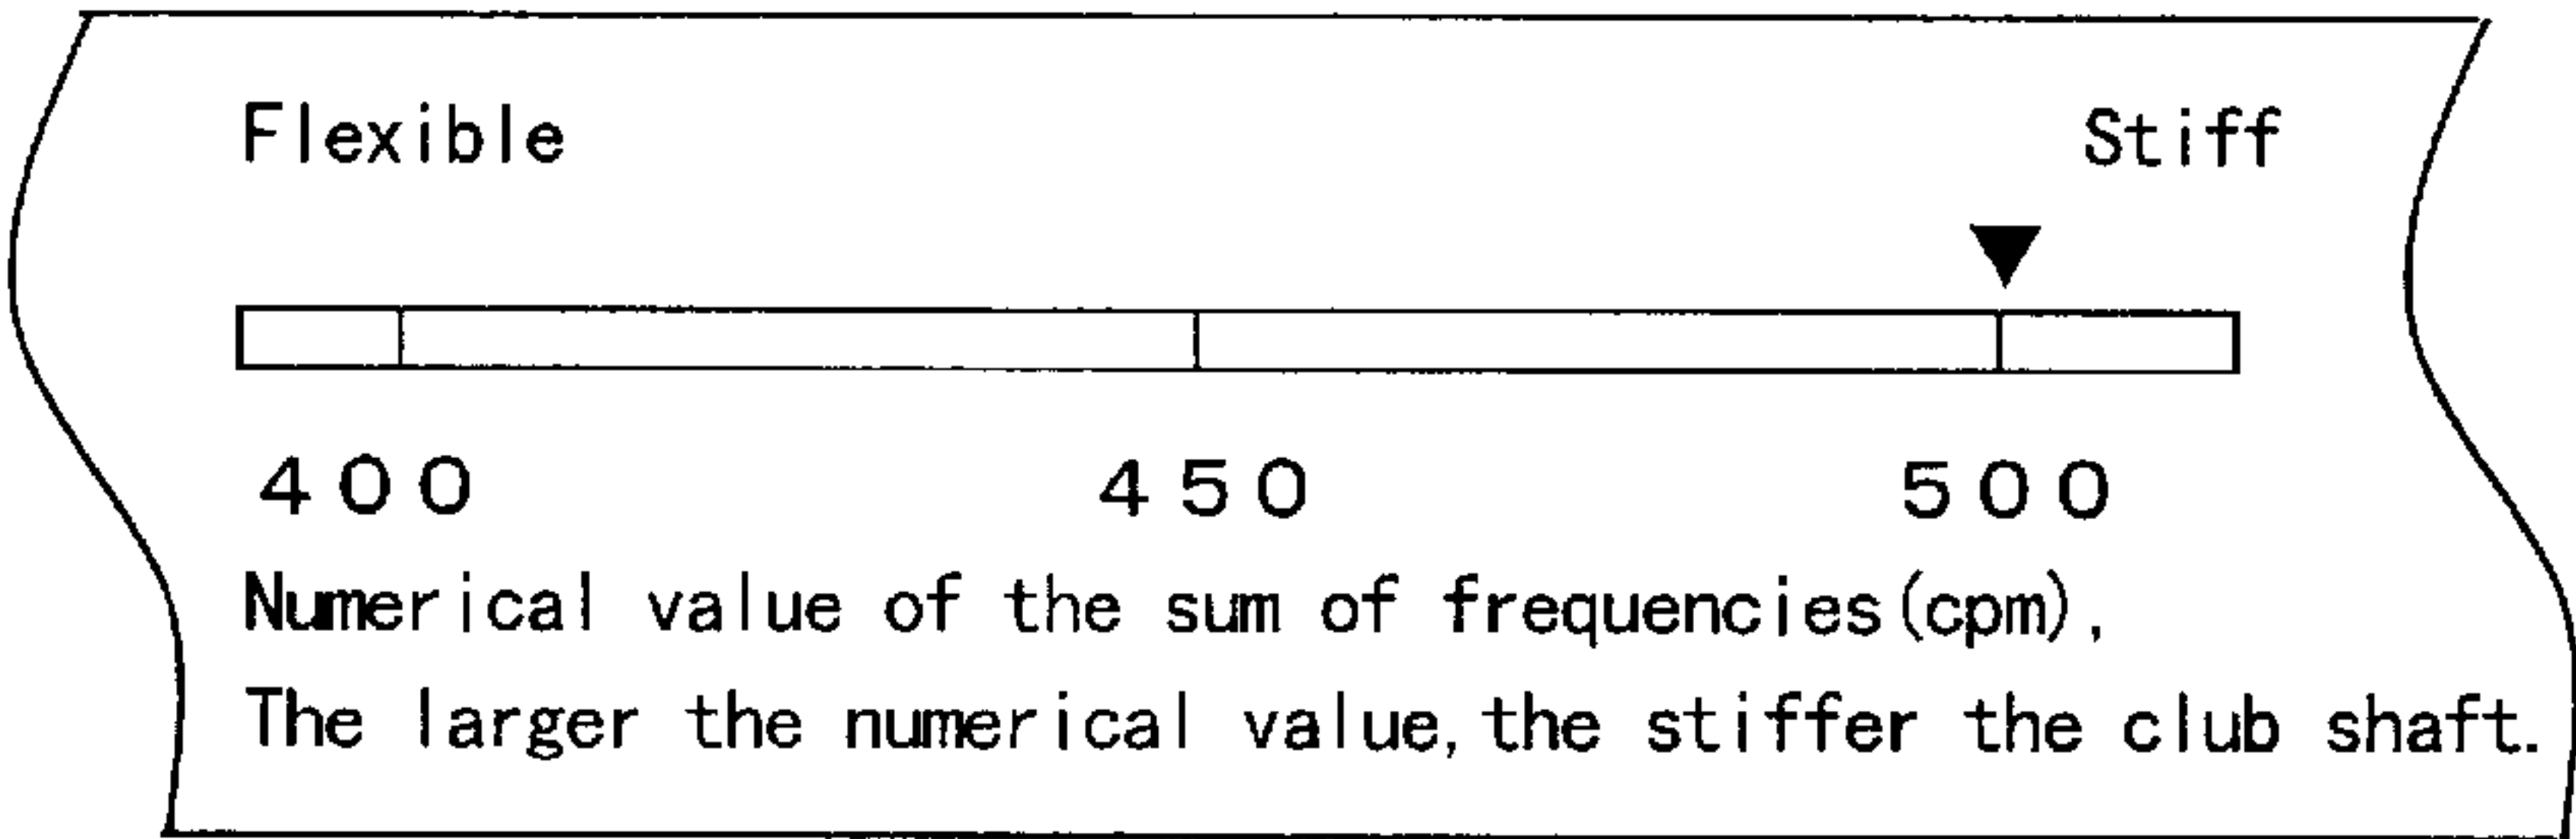 Flexible Stiff
400 450 500
Numerical value of the sum of frequencies(cpm),
The larger the numerical value, the stiffer the club shaft.